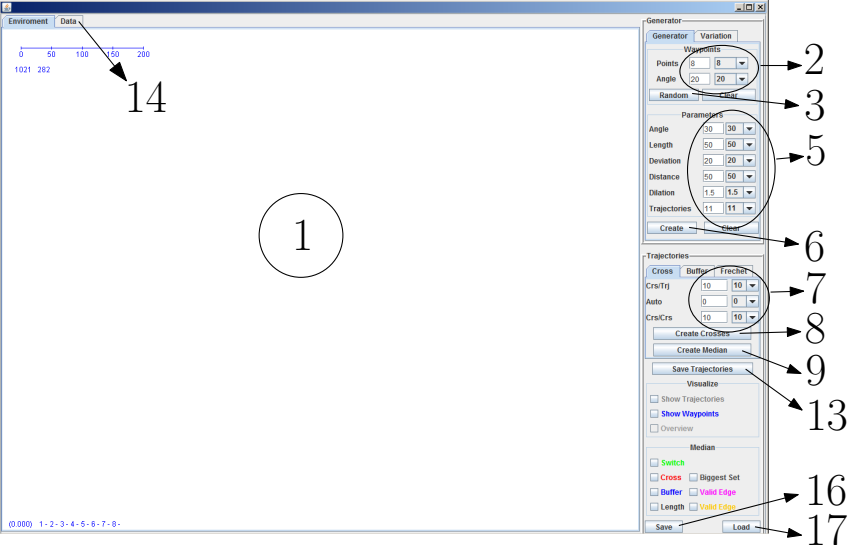 Enviroment Data
0 50 100 150 200
1021 282
14
1
(0.000) 1 - 2 - 3 - 4 - 5 - 6 - 7 - 8 -
Generator
Generator Variation
Waypoints
Points 8 8
Angle 20 20
Random Clear
Parameters
Angle 30 30
Length 50 50
Deviation 20 20
Distance 50 50
Dilation 1.5 1.5
Trajectories 11 11
Create Clear
Trajectories
Cross Buffer Frechet
Crs/Trj 10 10
Auto 0 0
Crs/Crs 10 10
Create Crosses
Create Median
Save Trajectories
Visualize
Show Trajectories
Show Waypoints
Overview
Median
Switch
Cross Biggest Set
Buffer Valid Edge
Length Valid Edge
Save Load
2
3
5
6
7
8
9
13
16
17